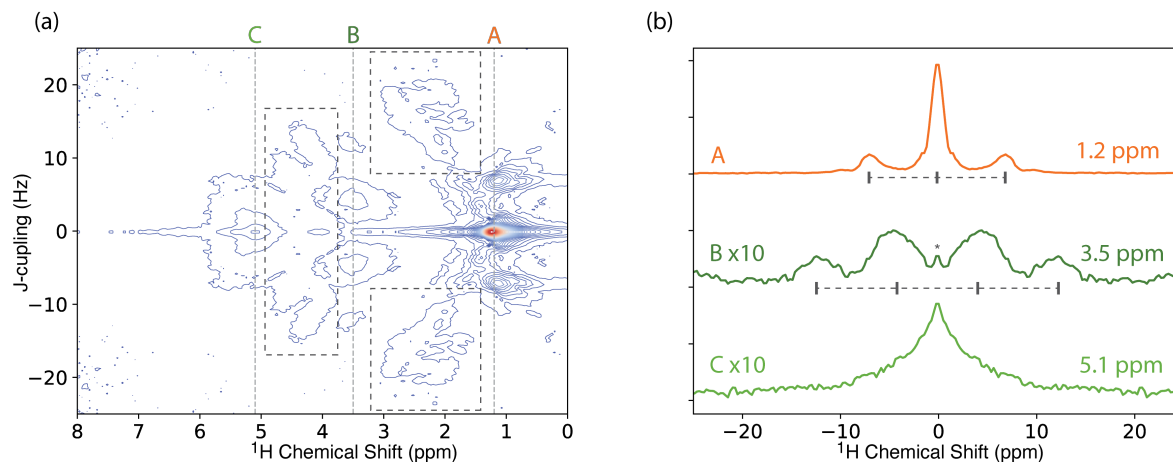 (a)
C
B
A
20
10
0
−10
−20
J-cupling (Hz)
8
7
6
5
4
3
2
1
0
¹H Chemical Shift (ppm)
(b)
A
1.2 ppm
B x10
*
3.5 ppm
C x10
5.1 ppm
−20
−10
0
10
20
¹H Chemical Shift (ppm)